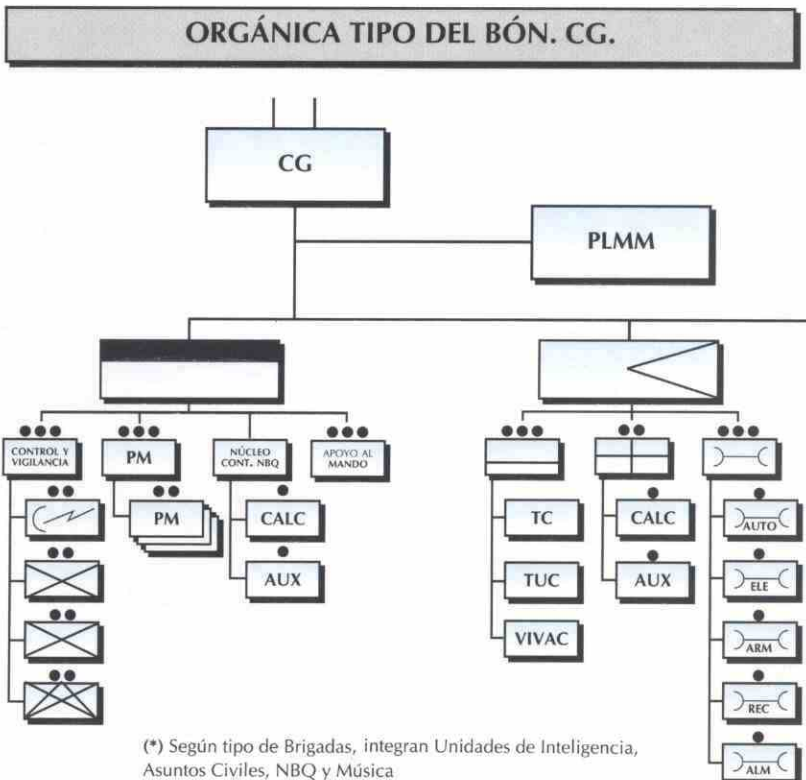 ORGÁNICA TIPO DEL BÓN. CG.
CG
PLMM
CONTROL Y
VIGILANCIA
PM
PM
NÚCLEO
CONT. NBQ
CALC
AUX
APOYO AL
MANDO
TC
TUC
VIVAC
CALC
AUX
AUTO
ELE
ARM
REC
ALM
(*) Según tipo de Brigadas, integran Unidades de Inteligencia,
Asuntos Civiles, NBQ y Música